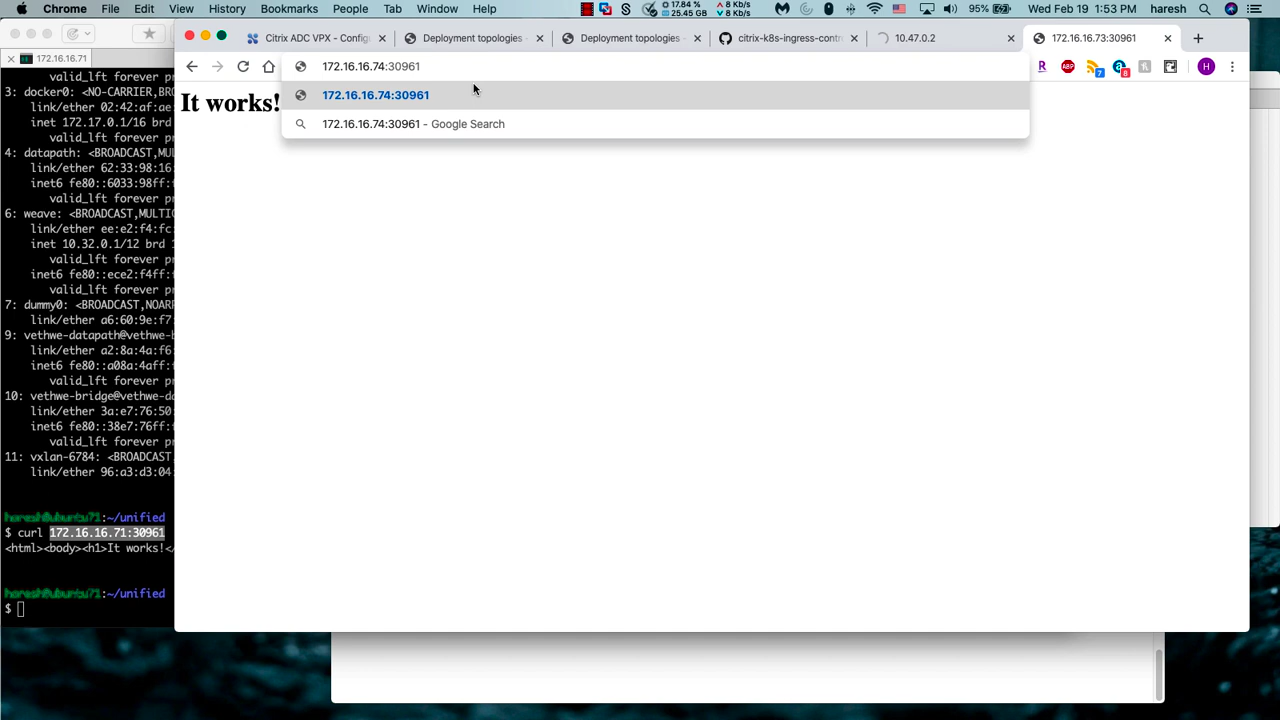 Chrome File Edit View History Bookmarks People Tab Window Help
17.84 % 25.45 GB 8 KB/s 8 KB/s 95% Wed Feb 19 1:53 PM haresh
Citrix ADC VPX - Config
Deployment topologies -
Deployment topologies -
citrix-k8s-ingress-contr
10.47.0.2
172.16.16.73:30961
172.16.16.74:30961
7 8 H
172.16.16.74:30961
172.16.16.74:30961 - Google Search
It works!
172.16.16.71
valid_lft forever pr
3: docker0: <NO-CARRIER,BRO
link/ether 02:42:af:ae:
inet 172.17.0.1/16 brd
valid_lft forever pr
4: datapath: <BROADCAST,MUL
link/ether 62:33:98:16:
inet6 fe80::6033:98ff:f
valid_lft forever pr
6: weave: <BROADCAST,MULTIC
link/ether ee:e2:f4:fc:
inet 10.32.0.1/12 brd 1
valid_lft forever pr
inet6 fe80::ece2:f4ff:f
valid_lft forever pr
7: dummy0: <BROADCAST,NOARP
link/ether a6:60:9e:f7:
9: vethwe-datapath@vethwe-b
link/ether a2:8a:4a:f6:
inet6 fe80::a08a:4aff:f
valid_lft forever pr
10: vethwe-bridge@vethwe-da
link/ether 3a:e7:76:50:
inet6 fe80::38e7:76ff:f
valid_lft forever pr
11: vxlan-6784: <BROADCAST,
link/ether 96:a3:d3:04:
haresh@ubuntu71:~/unified
$ curl 172.16.16.71:30961
<html><body><h1>It works!</
haresh@ubuntu71:~/unified
$